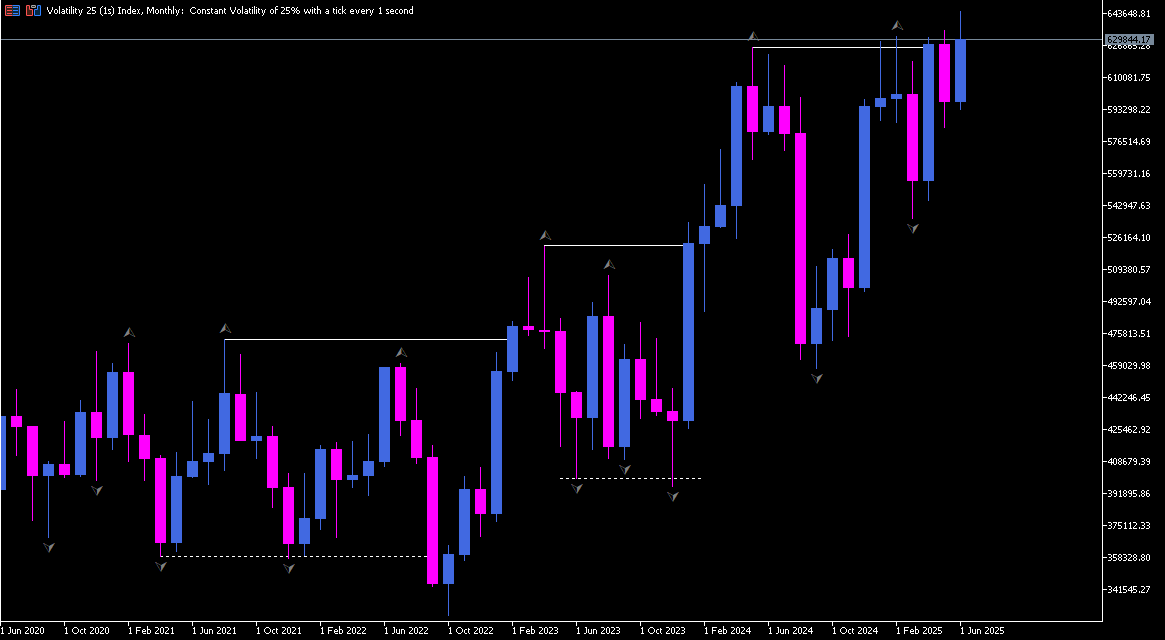 Volatility 25 (1s) Index, Monthly: Constant Volatility of 25% with a tick every 1 second
643648.81
629844.17
626865.28
610081.75
593298.22
576514.69
559731.16
542947.63
526164.10
509380.57
492597.04
475813.51
459029.98
442246.45
425462.92
408679.39
391895.86
375112.33
358328.80
341545.27
1 Jun 2020
1 Oct 2020
1 Feb 2021
1 Jun 2021
1 Oct 2021
1 Feb 2022
1 Jun 2022
1 Oct 2022
1 Feb 2023
1 Jun 2023
1 Oct 2023
1 Feb 2024
1 Jun 2024
1 Oct 2024
1 Feb 2025
1 Jun 2025